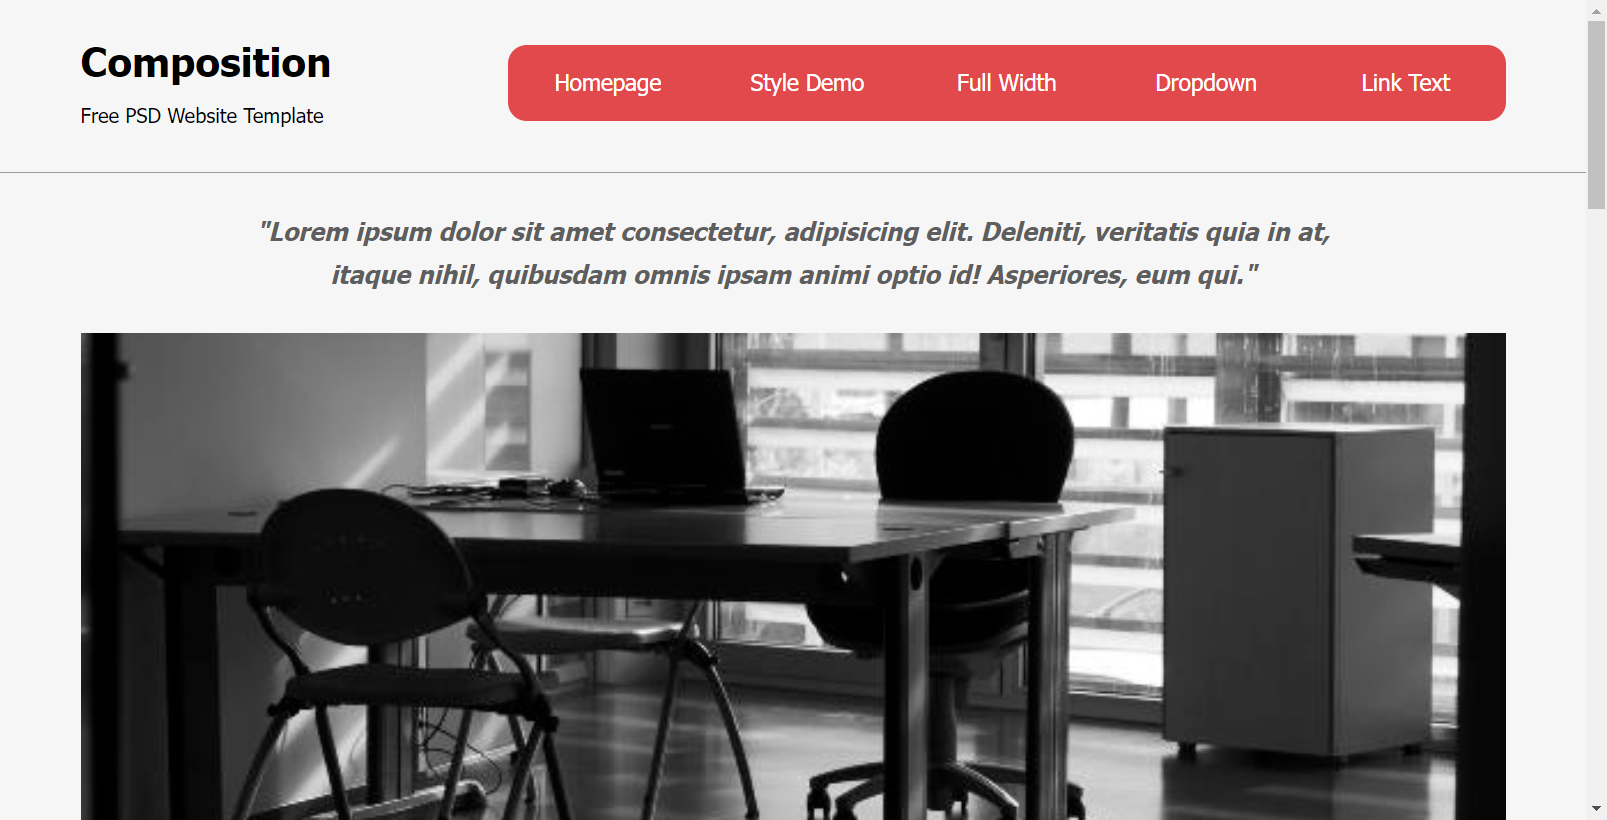 Composition
Free PSD Website Template
Homepage Style Demo Full Width Dropdown Link Text
"Lorem ipsum dolor sit amet consectetur, adipisicing elit. Deleniti, veritatis quia in at,
itaque nihil, quibusdam omnis ipsam animi optio id! Asperiores, eum qui."